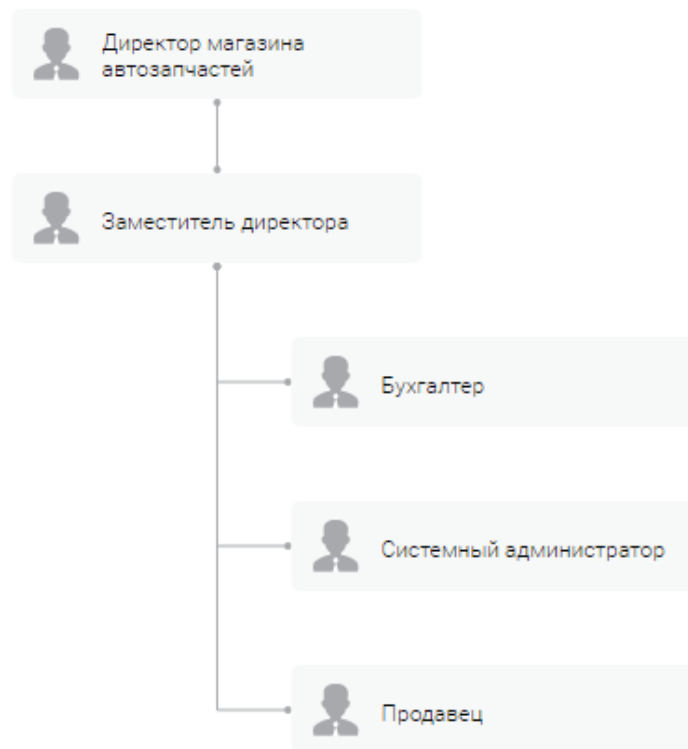 Директор магазина
автозапчастей
Заместитель директора
Бухгалтер
Системный администратор
Продавец